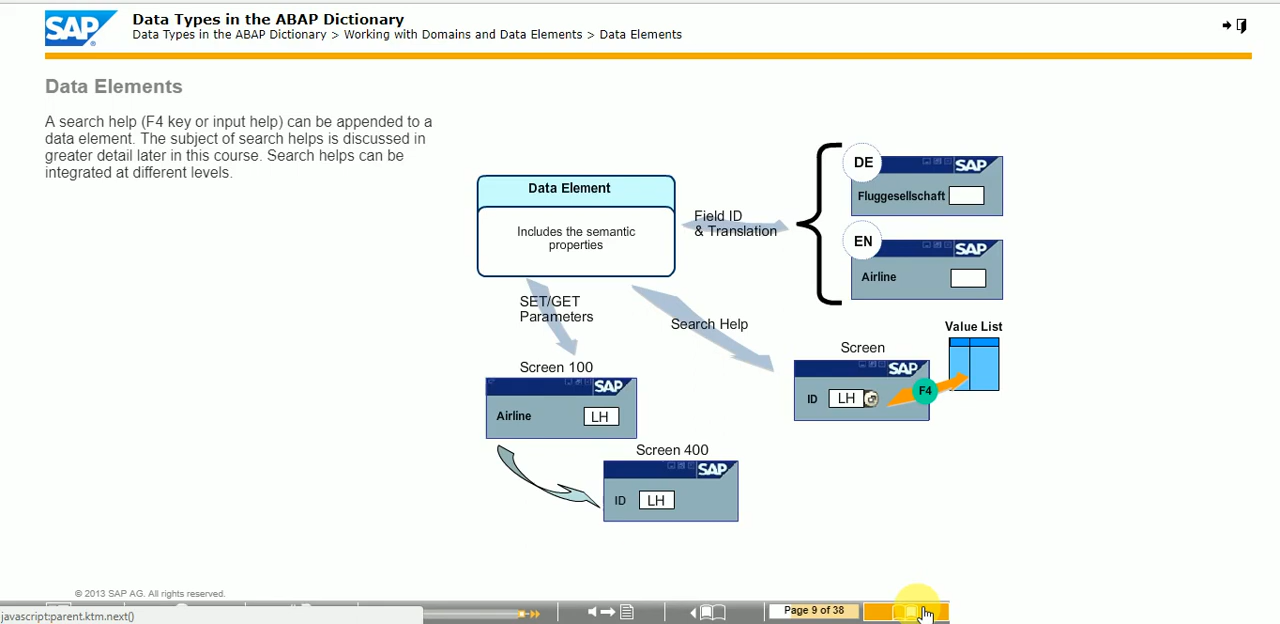 SAP
Data Types in the ABAP Dictionary
Data Types in the ABAP Dictionary > Working with Domains and Data Elements > Data Elements
Data Elements
A search help (F4 key or input help) can be appended to a
data element. The subject of search helps is discussed in
greater detail later in this course. Search helps can be
integrated at different levels.
Data Element
Includes the semantic
properties
Field ID
& Translation
DE
SAP
Fluggesellschaft
EN
SAP
Airline
SET/GET
Parameters
Search Help
Value List
Screen
SAP
ID
LH
F4
Screen 100
SAP
Airline
LH
Screen 400
SAP
ID
LH
© 2013 SAP AG. All rights reserved.
Page 9 of 38
javascript:parent.ktm.next()